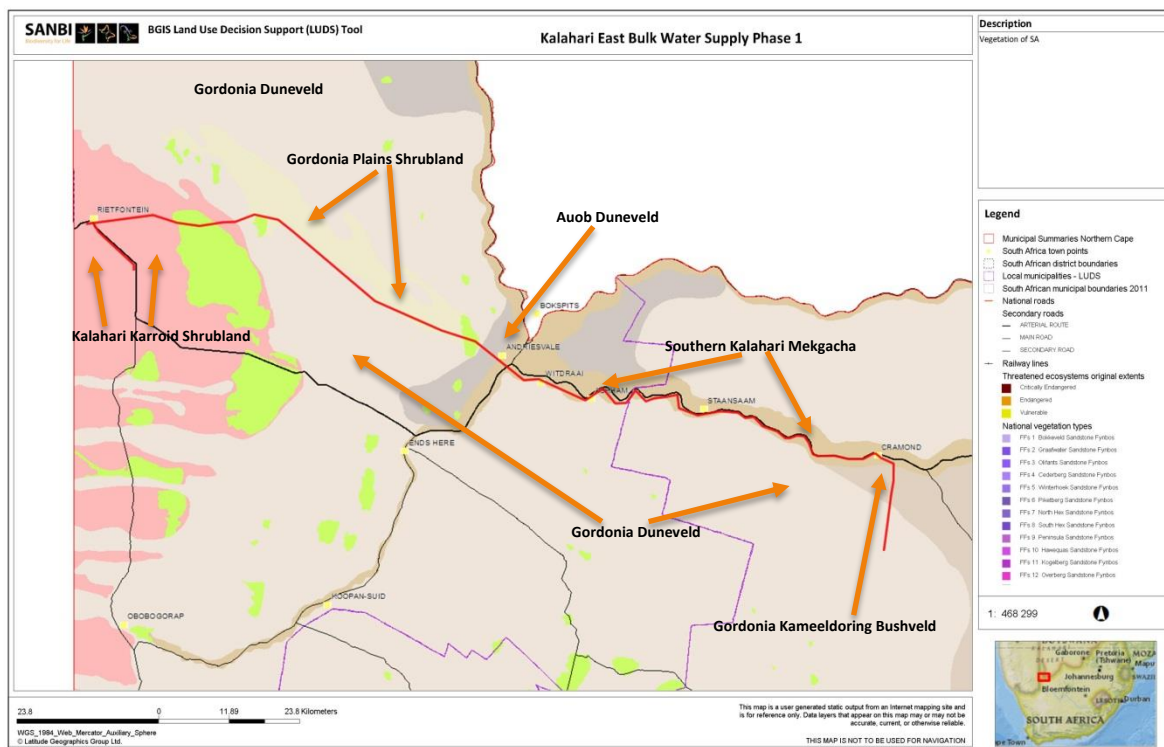 SANBI
Biodiversity for Life
BGIS Land Use Decision Support (LUDS) Tool
Kalahari East Bulk Water Supply Phase 1
Description
Vegetation of SA
Gordonia Duneveld
Gordonia Plains Shrubland
RIETFONTEIN
Auob Duneveld
BOKSPITS
Kalahari Karroid Shrubland
ANDRIESVALE
Southern Kalahari Mekgacha
WITDRAAI
STAANSAAM
ENDS HERE
CRAMOND
Gordonia Duneveld
KOOPAN-SUID
OBOBOGORAP
Gordonia Kameeldoring Bushveld
Legend
Municipal Summaries Northern Cape
South Africa town points
South African district boundaries
Local municipalities - LUDS
South African municipal boundaries 2011
National roads
Secondary roads
ARTERIAL ROUTE
MAIN ROAD
SECONDARY ROAD
Railway lines
Threatened ecosystems original extents
Critically Endangered
Endangered
Vulnerable
National vegetation types
FFs 1 Bokkeveld Sandstone Fynbos
FFs 2 Graafwater Sandstone Fynbos
FFs 3 Olifants Sandstone Fynbos
FFs 4 Cederberg Sandstone Fynbos
FFs 5 Winterhoek Sandstone Fynbos
FFs 6 Piketberg Sandstone Fynbos
FFs 7 North Hex Sandstone Fynbos
FFs 8 South Hex Sandstone Fynbos
FFs 9 Peninsula Sandstone Fynbos
FFs 10 Hawequas Sandstone Fynbos
FFs 11 Kogelberg Sandstone Fynbos
FFs 12 Overberg Sandstone Fynbos
1: 468 299
Gaborone Pretoria MOZA
(Tshwane) Mapu
Johannesburg SWAZIL
Bloemfontein
LESOTHO Durban
SOUTH AFRICA
pe Town
23.8 0 11.89 23.8 Kilometers
WGS_1984_Web_Mercator_Auxiliary_Sphere
© Latitude Geographics Group Ltd.
This map is a user generated static output from an Internet mapping site and
is for reference only. Data layers that appear on this map may or may not be
accurate, current, or otherwise reliable.
THIS MAP IS NOT TO BE USED FOR NAVIGATION